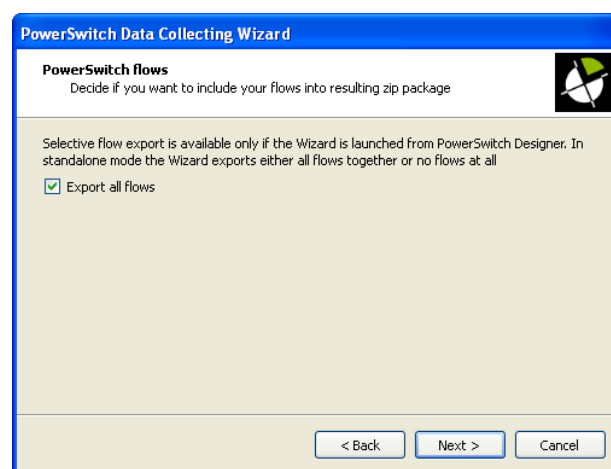 PowerSwitch Data Collecting Wizard
PowerSwitch flows
Decide if you want to include your flows into resulting zip package
Selective flow export is available only if the Wizard is launched from PowerSwitch Designer. In
standalone mode the Wizard exports either all flows together or no flows at all
Export all flows
< Back Next > Cancel